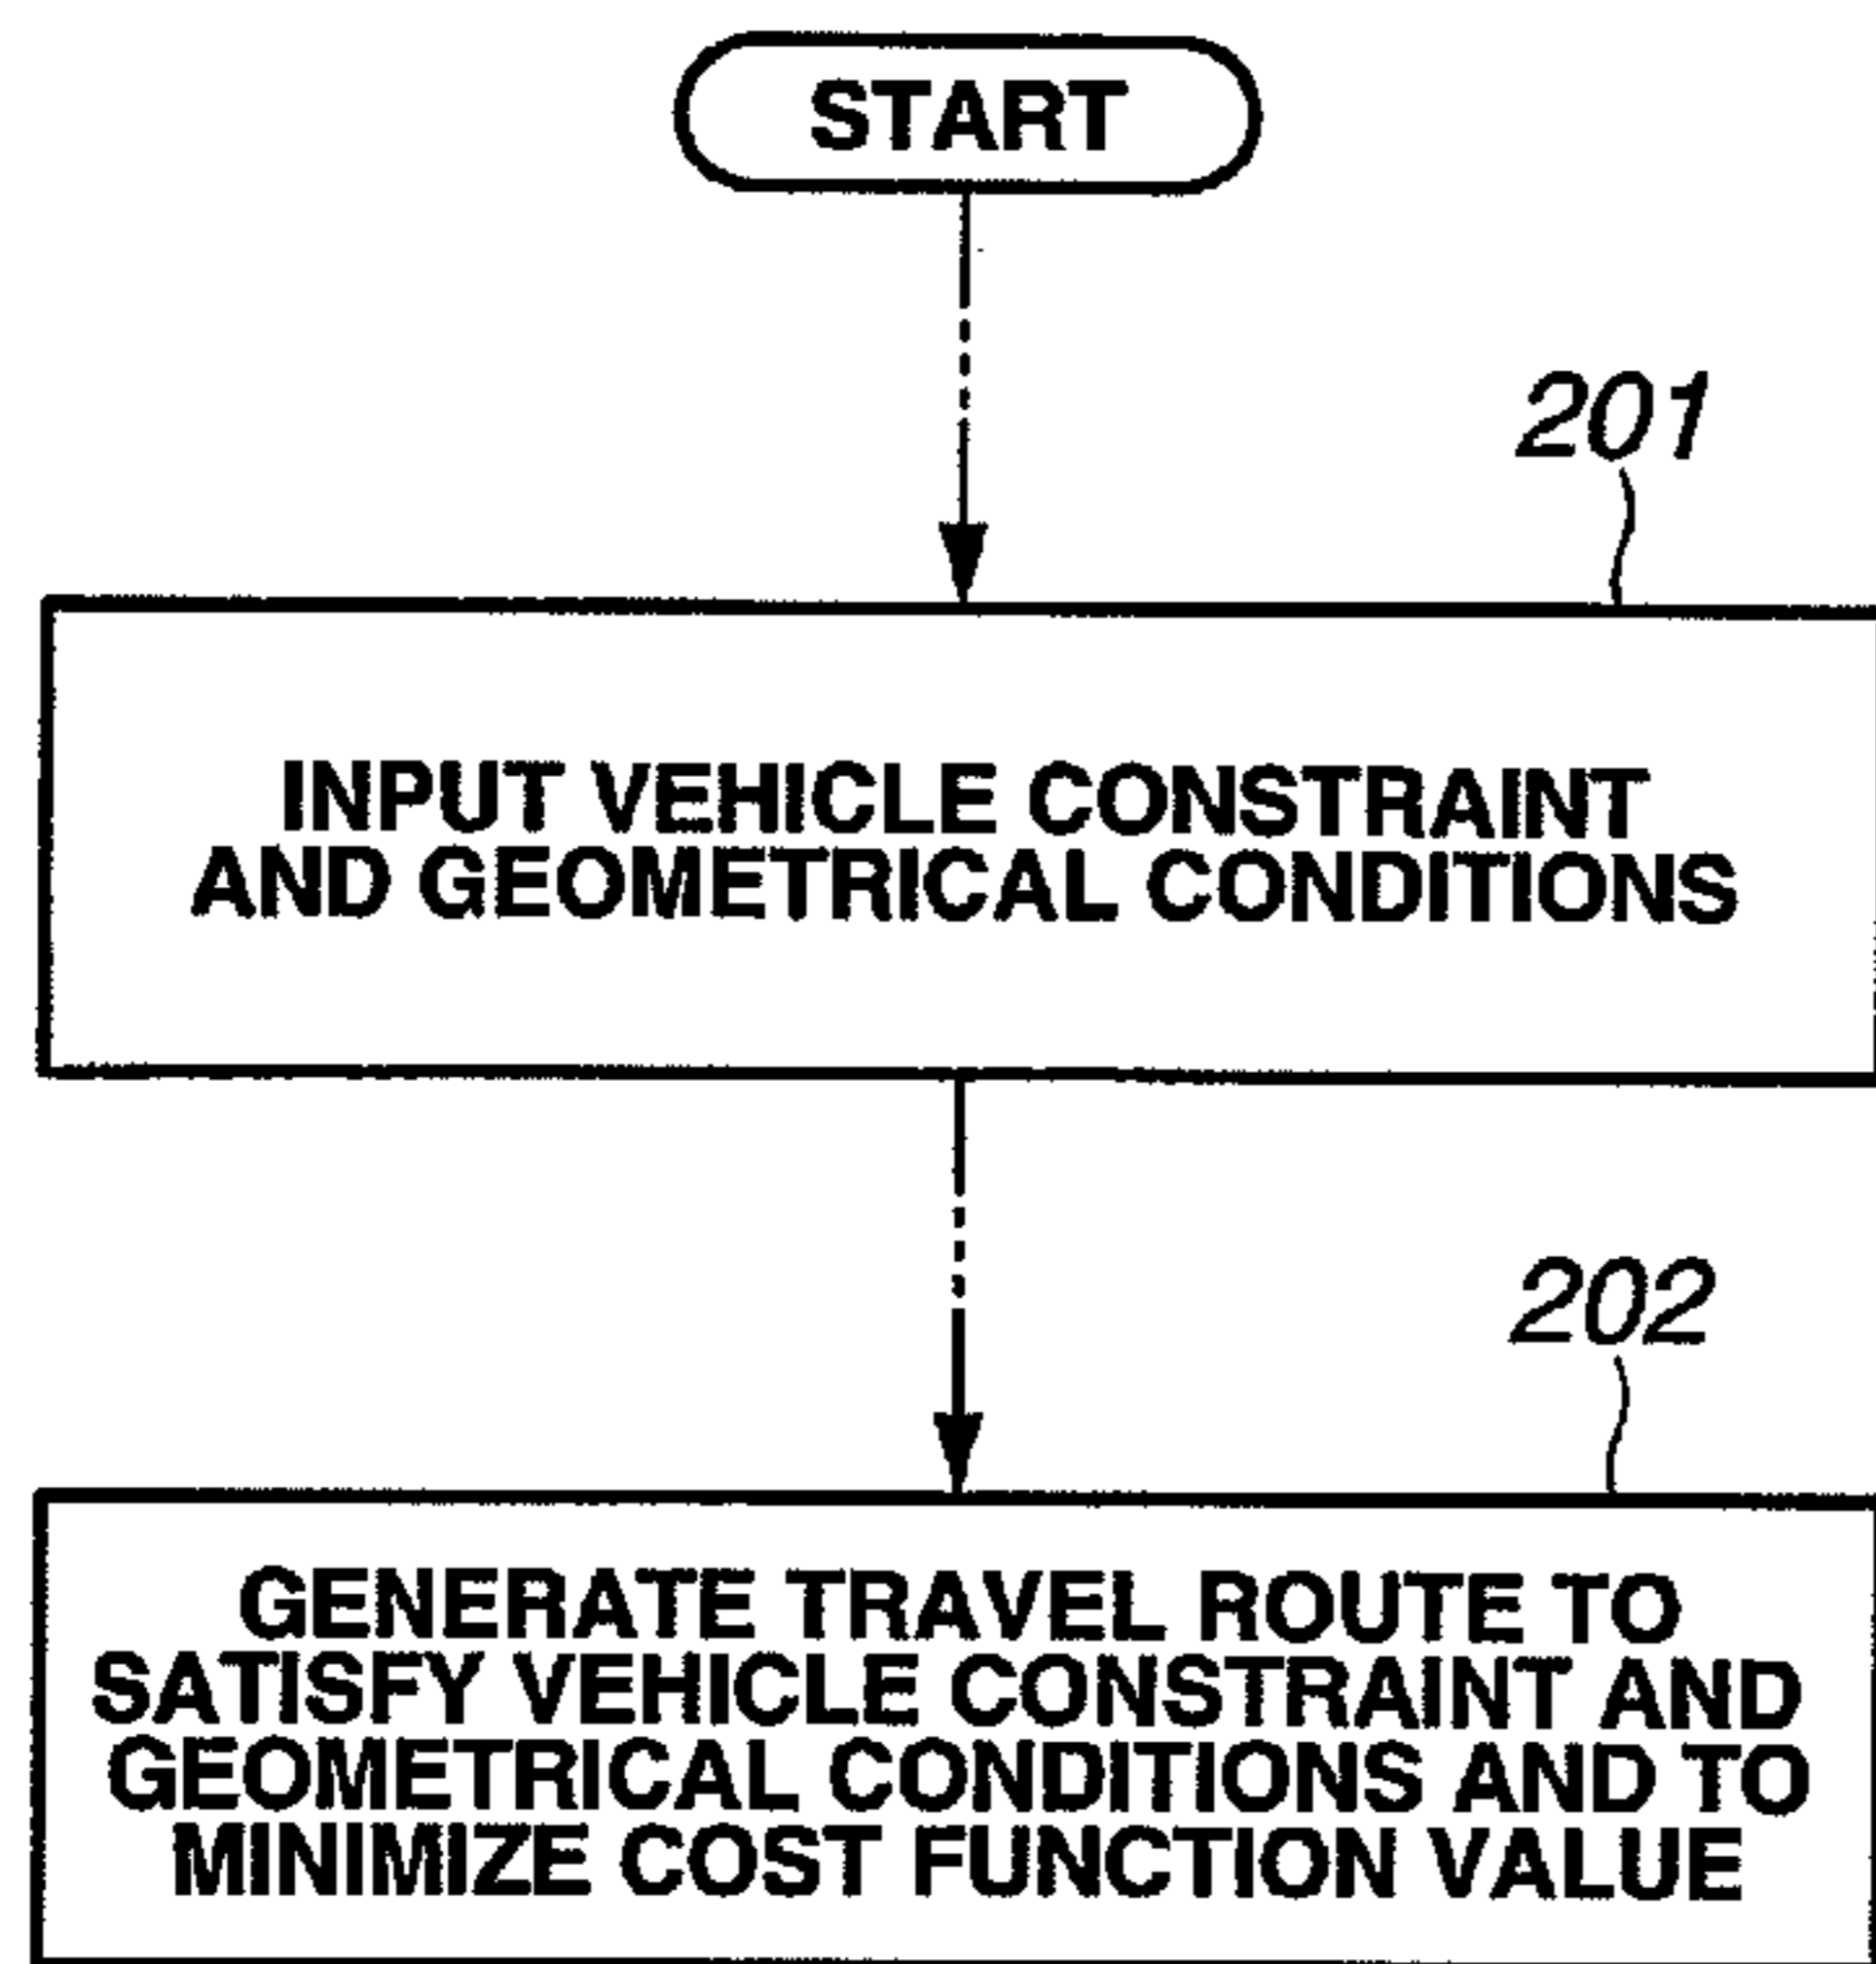 START
201
INPUT VEHICLE CONSTRAINT
AND GEOMETRICAL CONDITIONS
202
GENERATE TRAVEL ROUTE TO
SATISFY VEHICLE CONSTRAINT AND
GEOMETRICAL CONDITIONS AND TO
MINIMIZE COST FUNCTION VALUE